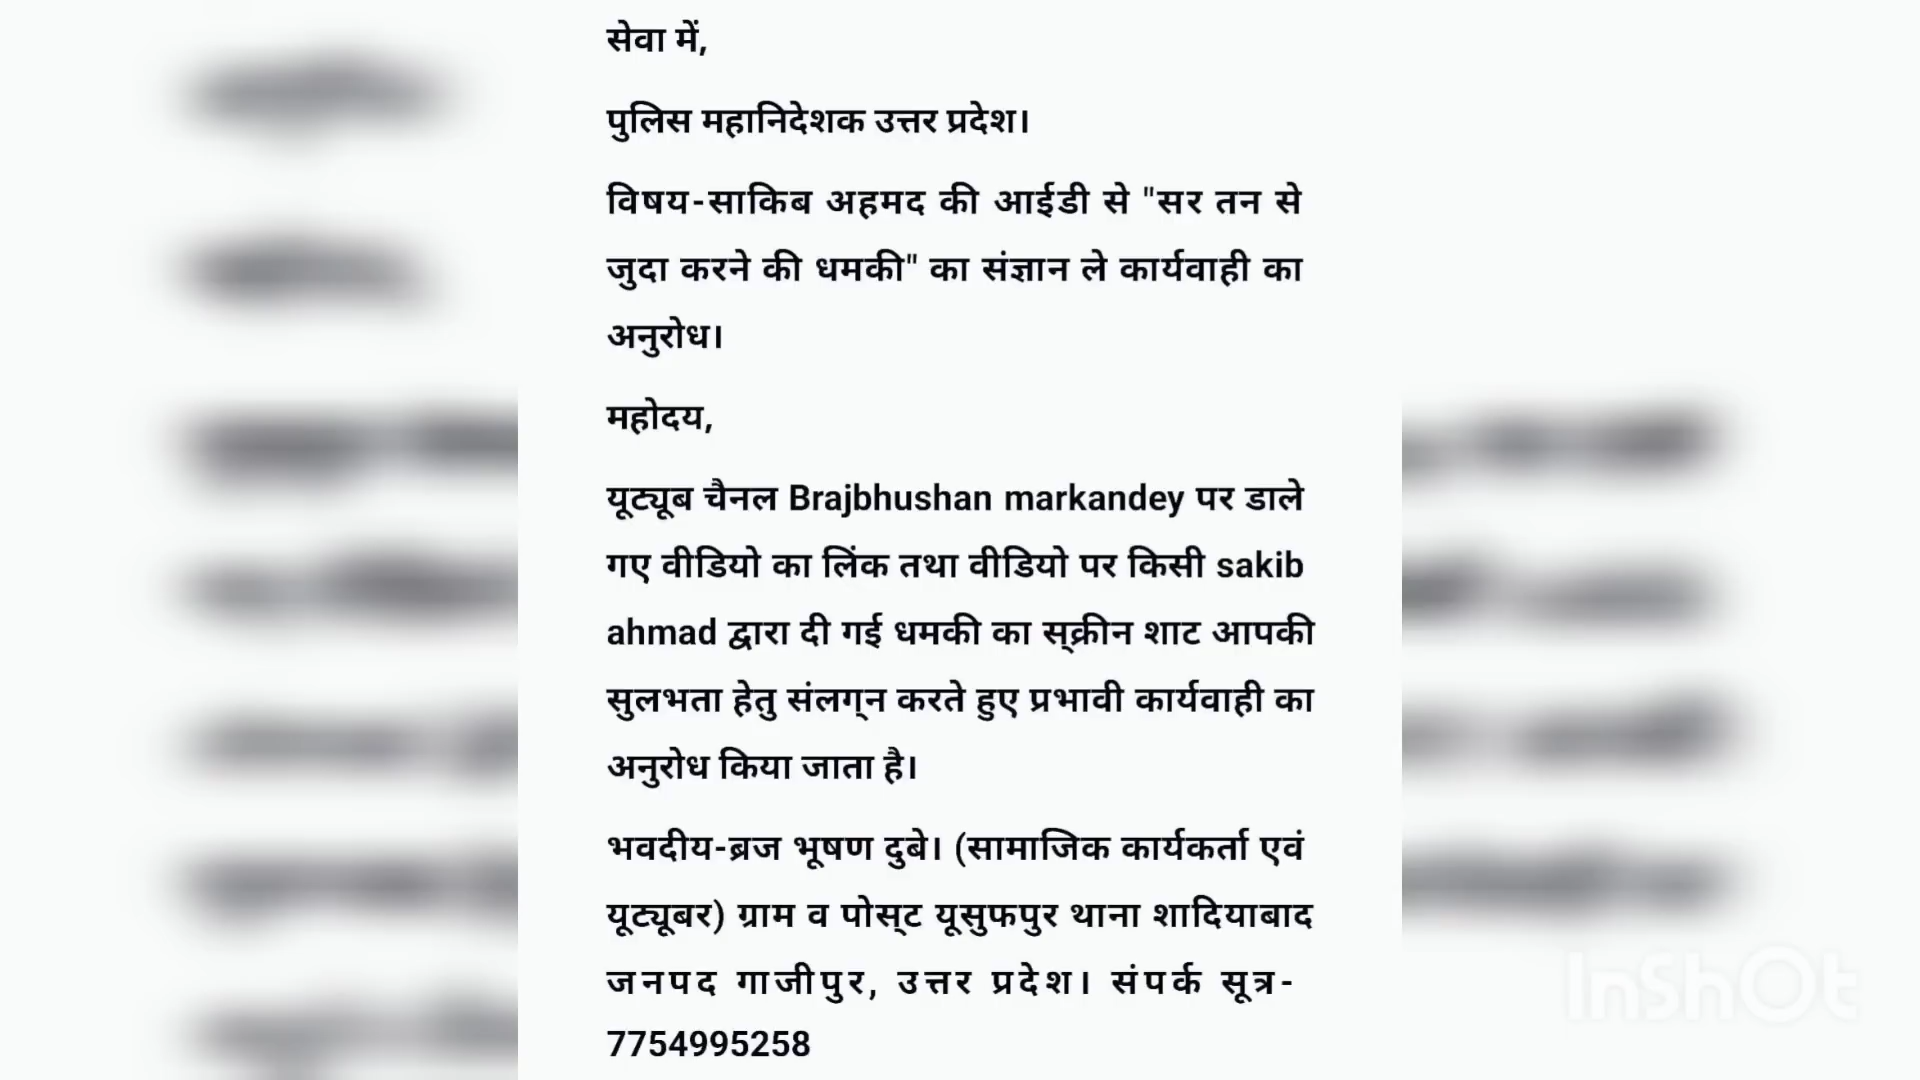 सेवा में,
पुलिस महानिदेशक उत्तर प्रदेश।
विषय-साकिब अहमद की आईडी से "सर तन से
जुदा करने की धमकी" का संज्ञान ले कार्यवाही का
अनुरोध।
महोदय,
यूट्यूब चैनल Brajbhushan markandey पर डाले
गए वीडियो का लिंक तथा वीडियो पर किसी sakib
ahmad द्वारा दी गई धमकी का स्क्रीन शाट आपकी
सुलभता हेतु संलग्न करते हुए प्रभावी कार्यवाही का
अनुरोध किया जाता है।
भवदीय-ब्रज भूषण दुबे। (सामाजिक कार्यकर्ता एवं
यूट्यूबर) ग्राम व पोस्ट यूसुफपुर थाना शादियाबाद
जनपद गाजीपुर, उत्तर प्रदेश। संपर्क सूत्र-
7754995258
InShOt